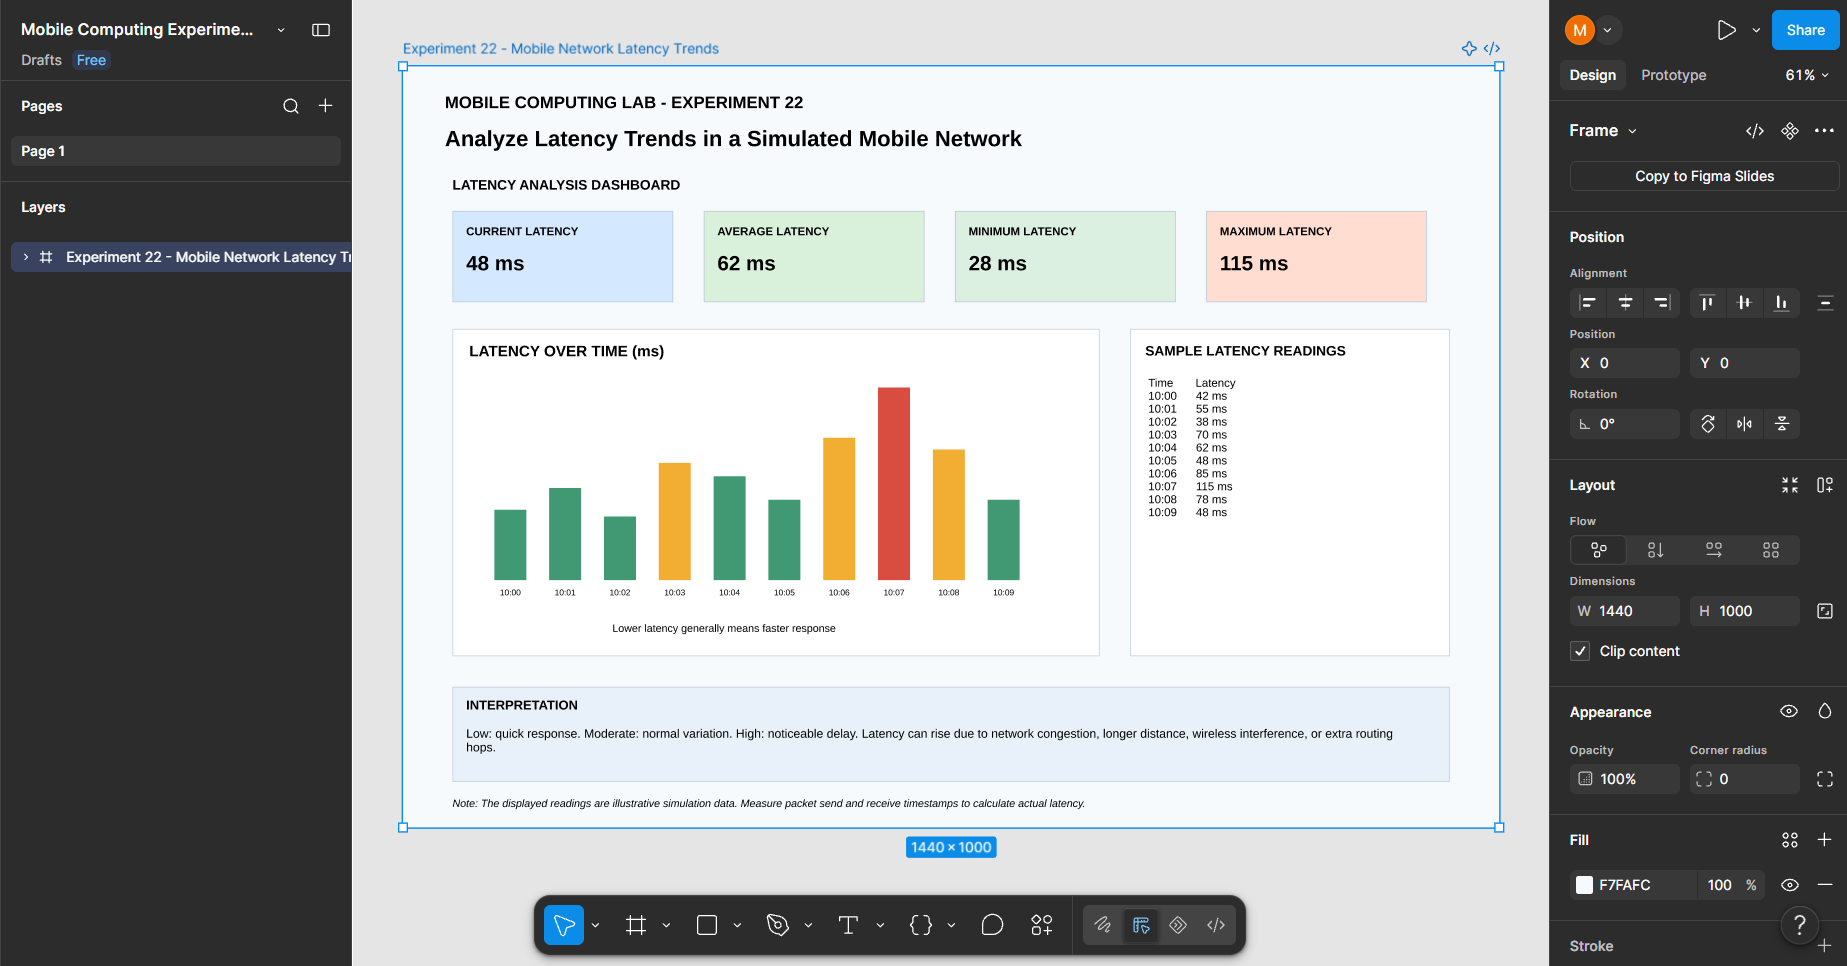 Mobile Computing Experime...
Drafts Free
Pages
Page 1
Layers
Experiment 22 - Mobile Network Latency Tr
Experiment 22 - Mobile Network Latency Trends
MOBILE COMPUTING LAB - EXPERIMENT 22
Analyze Latency Trends in a Simulated Mobile Network
LATENCY ANALYSIS DASHBOARD
CURRENT LATENCY
48 ms
AVERAGE LATENCY
62 ms
MINIMUM LATENCY
28 ms
MAXIMUM LATENCY
115 ms
LATENCY OVER TIME (ms)
10:00 10:01 10:02 10:03 10:04 10:05 10:06 10:07 10:08 10:09
Lower latency generally means faster response
SAMPLE LATENCY READINGS
Time Latency
10:00 42 ms
10:01 55 ms
10:02 38 ms
10:03 70 ms
10:04 62 ms
10:05 48 ms
10:06 85 ms
10:07 115 ms
10:08 78 ms
10:09 48 ms
INTERPRETATION
Low: quick response. Moderate: normal variation. High: noticeable delay. Latency can rise due to network congestion, longer distance, wireless interference, or extra routing
hops.
Note: The displayed readings are illustrative simulation data. Measure packet send and receive timestamps to calculate actual latency.
1440 × 1000
M
Share
Design Prototype 61%
Frame
Copy to Figma Slides
Position
Alignment
Position
X 0 Y 0
Rotation
0°
Layout
Flow
Dimensions
W 1440 H 1000
Clip content
Appearance
Opacity Corner radius
100% 0
Fill
F7FAFC 100 %
?
Stroke